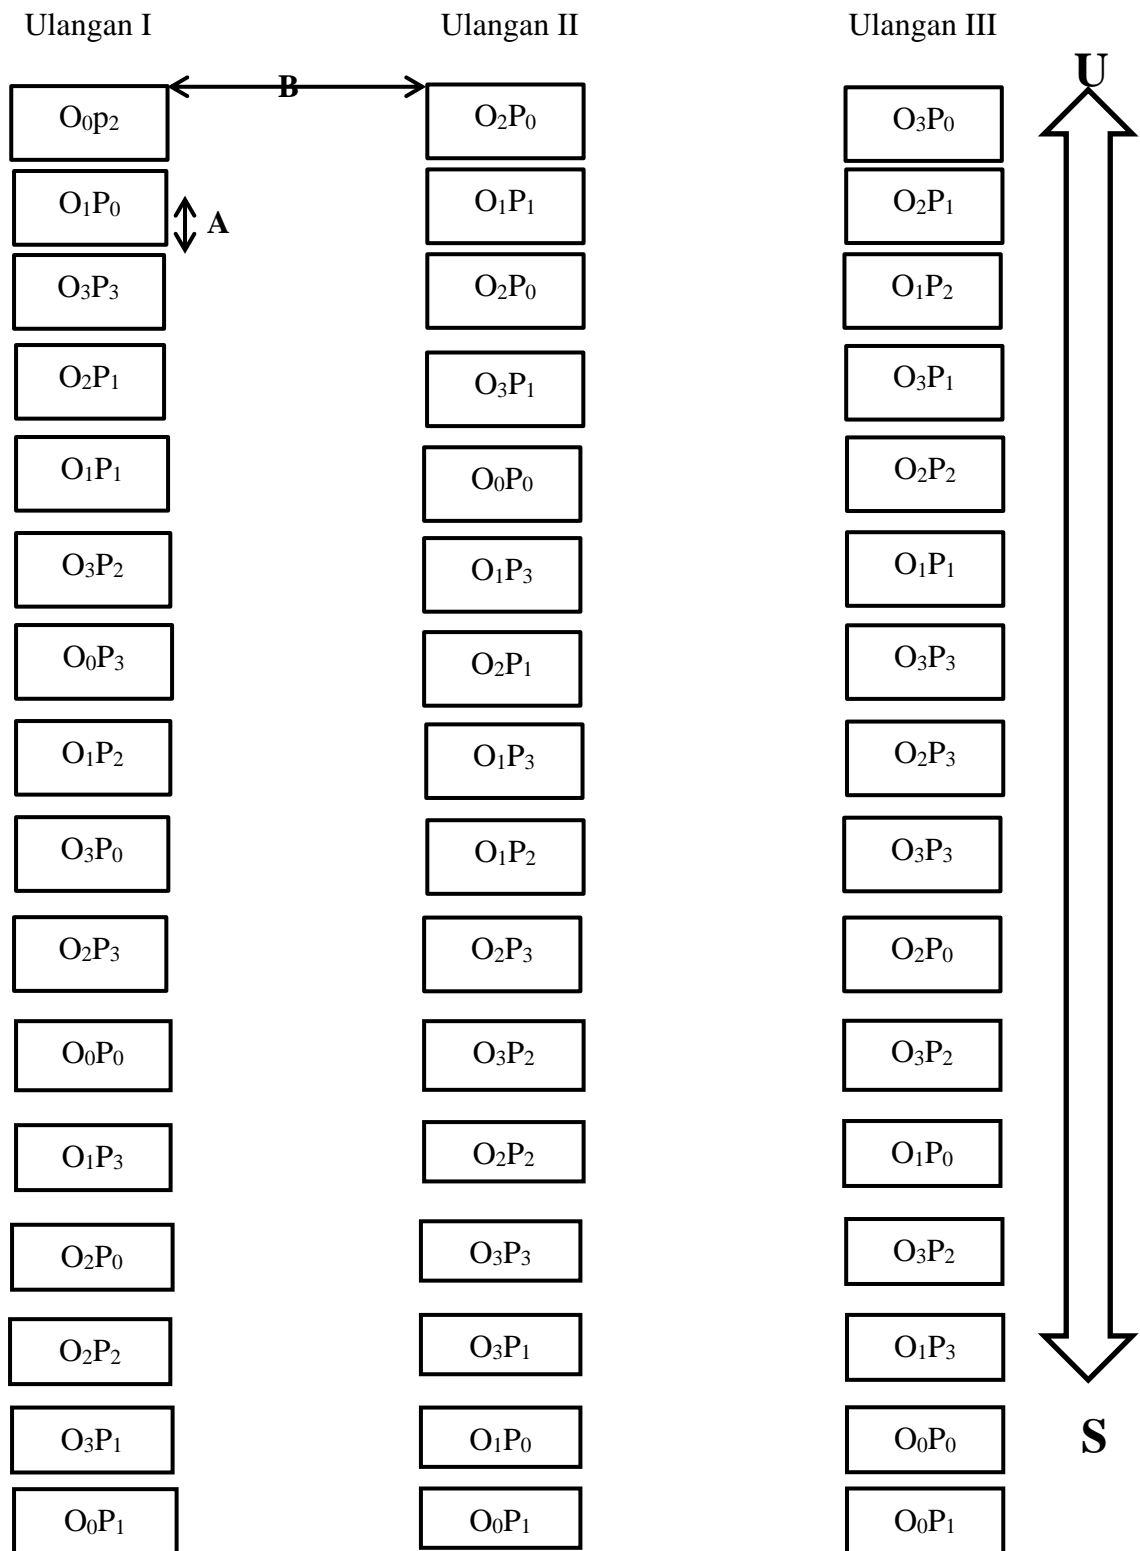 Ulangan I Ulangan II Ulangan III
U
B
O₀p₂ O₂P₀ O₃P₀
O₁P₀ O₁P₁ O₂P₁
A
O₃P₃ O₂P₀ O₁P₂
O₂P₁ O₃P₁ O₃P₁
O₁P₁ O₀P₀ O₂P₂
O₃P₂ O₁P₃ O₁P₁
O₀P₃ O₂P₁ O₃P₃
O₁P₂ O₁P₃ O₂P₃
O₃P₀ O₁P₂ O₃P₃
O₂P₃ O₂P₃ O₂P₀
O₀P₀ O₃P₂ O₃P₂
O₁P₃ O₂P₂ O₁P₀
O₂P₀ O₃P₃ O₃P₂
O₂P₂ O₃P₁ O₁P₃
O₃P₁ O₁P₀ O₀P₀
S
O₀P₁ O₀P₁ O₀P₁